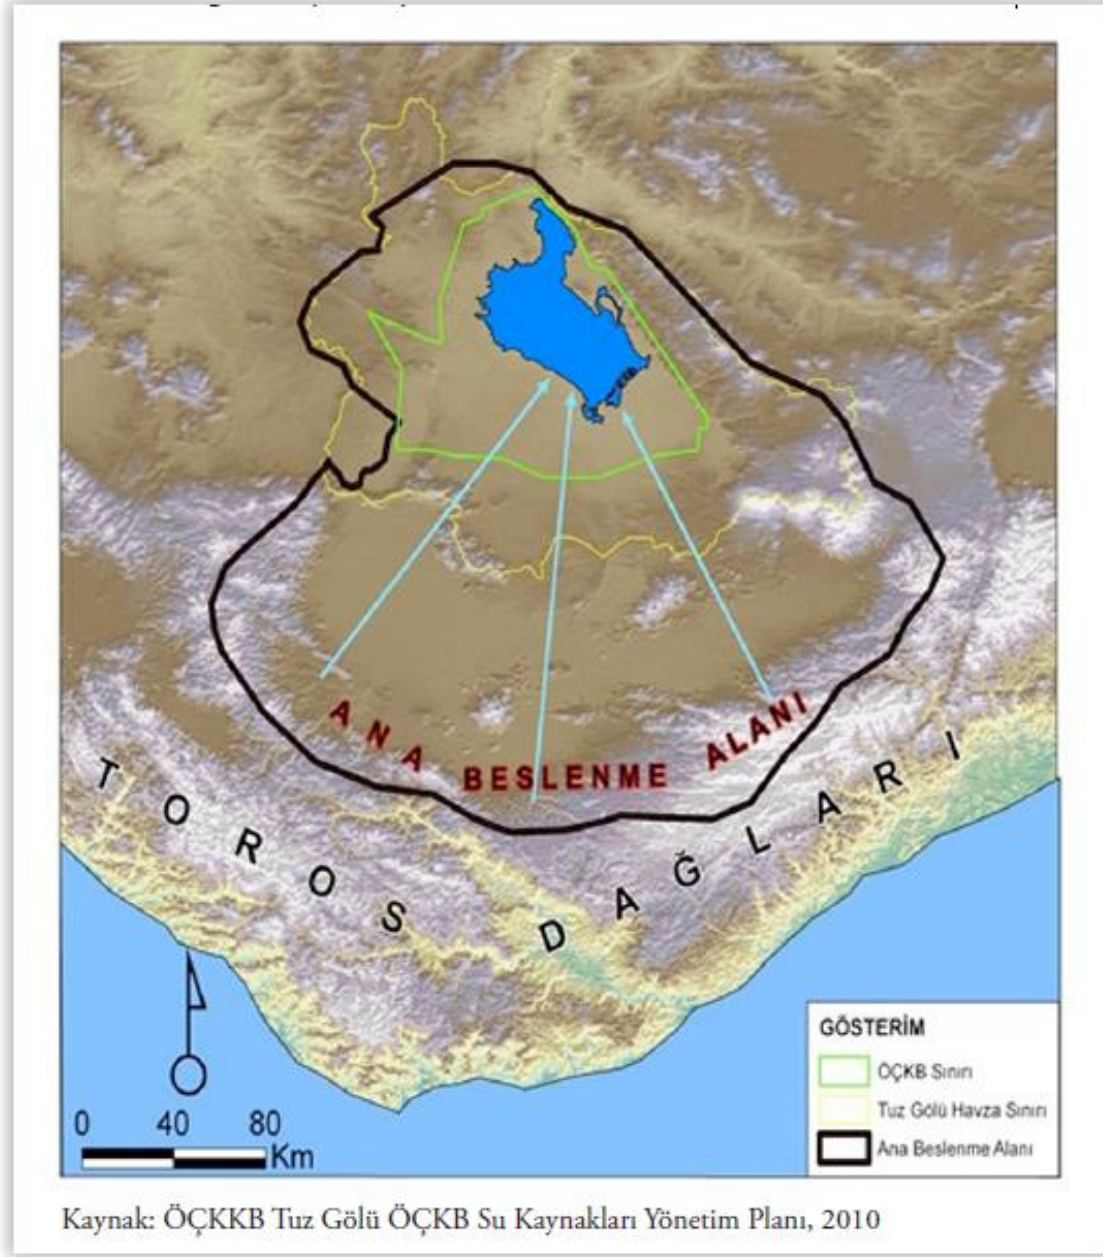 ANA BESLENME ALANI
TOROS DAĞLARI
0 40 80
Km
GÖSTERİM
ÖÇKB Sınırı
Tuz Gölü Havza Sınırı
Ana Beslenme Alanı
Kaynak: ÖÇKKB Tuz Gölü ÖÇKB Su Kaynakları Yönetim Planı, 2010